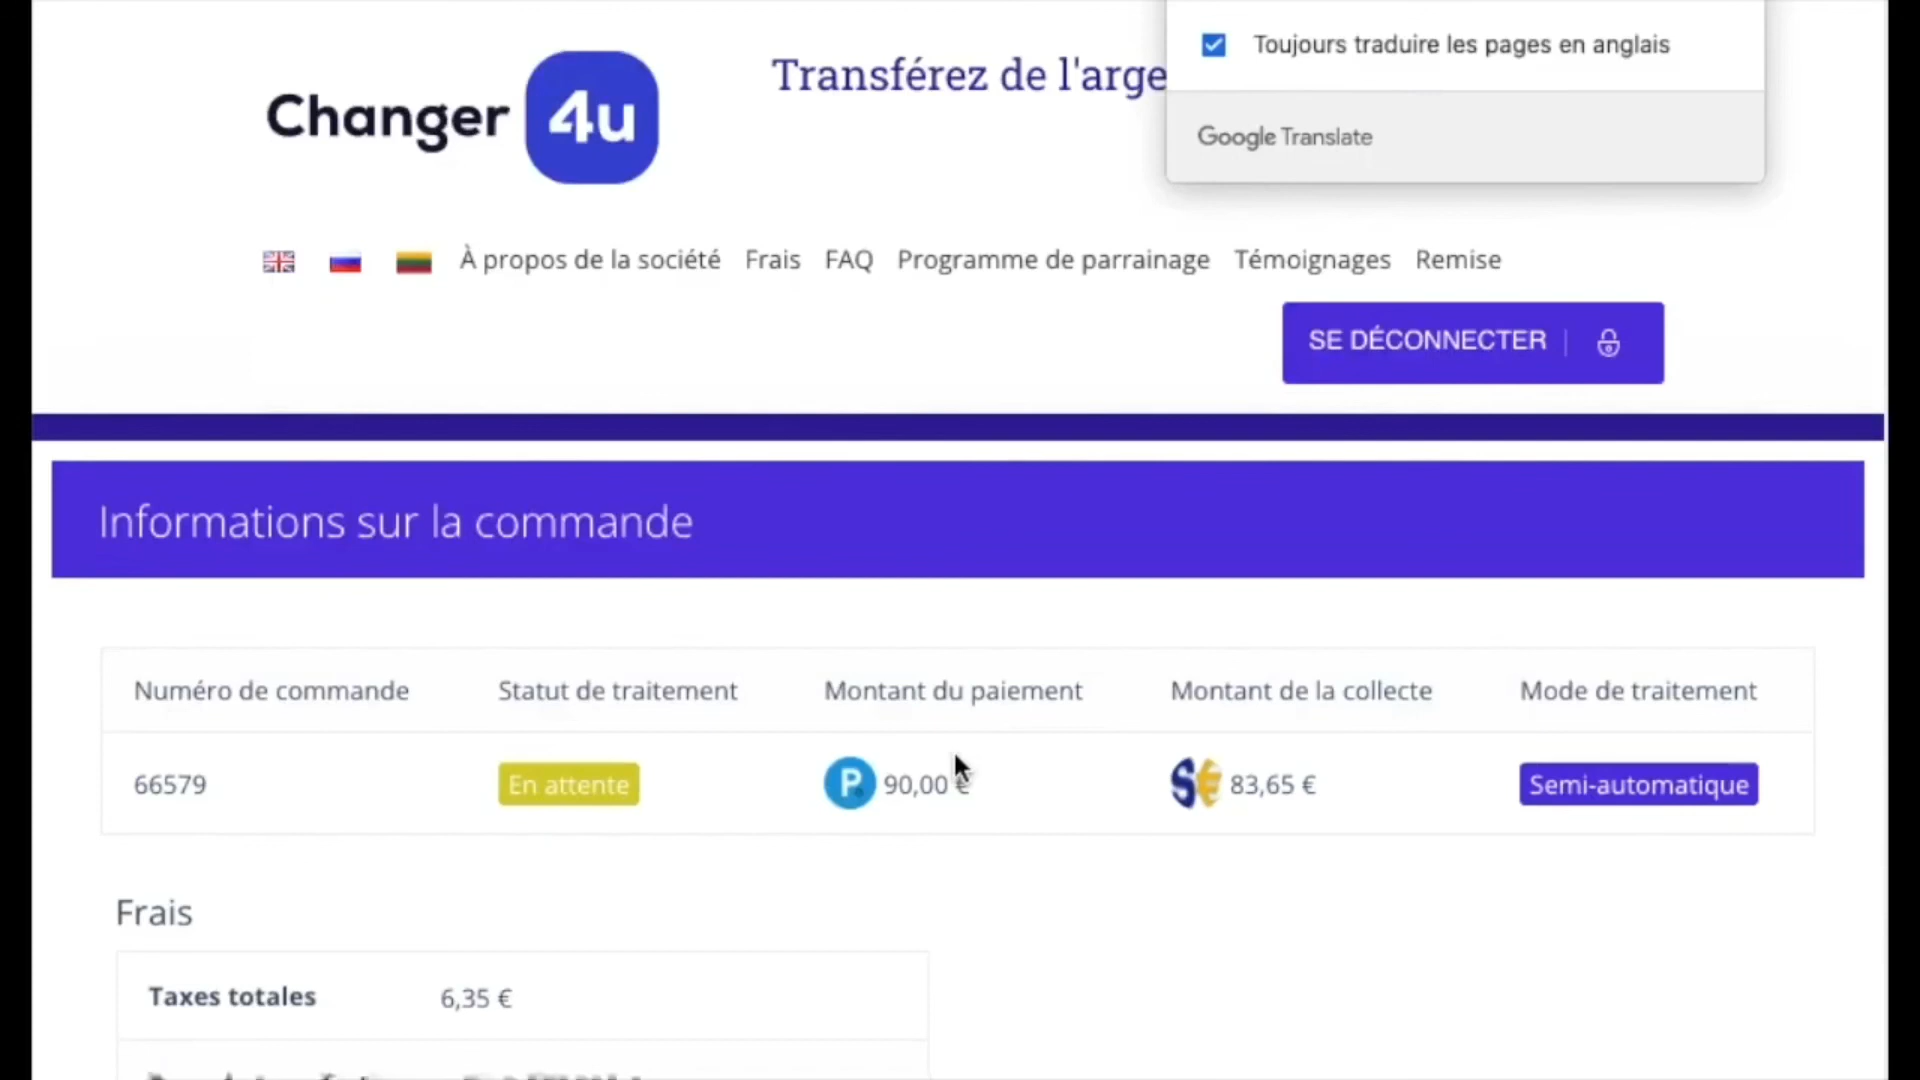 Toujours traduire les pages en anglais
Changer 4u
Transférez de l'arge
Google Translate
À propos de la société Frais FAQ Programme de parrainage Témoignages Remise
SE DÉCONNECTER
Informations sur la commande
Numéro de commande Statut de traitement Montant du paiement Montant de la collecte Mode de traitement
66579 En attente P 90,00 € S€ 83,65 € Semi-automatique
Frais
Taxes totales 6,35 €